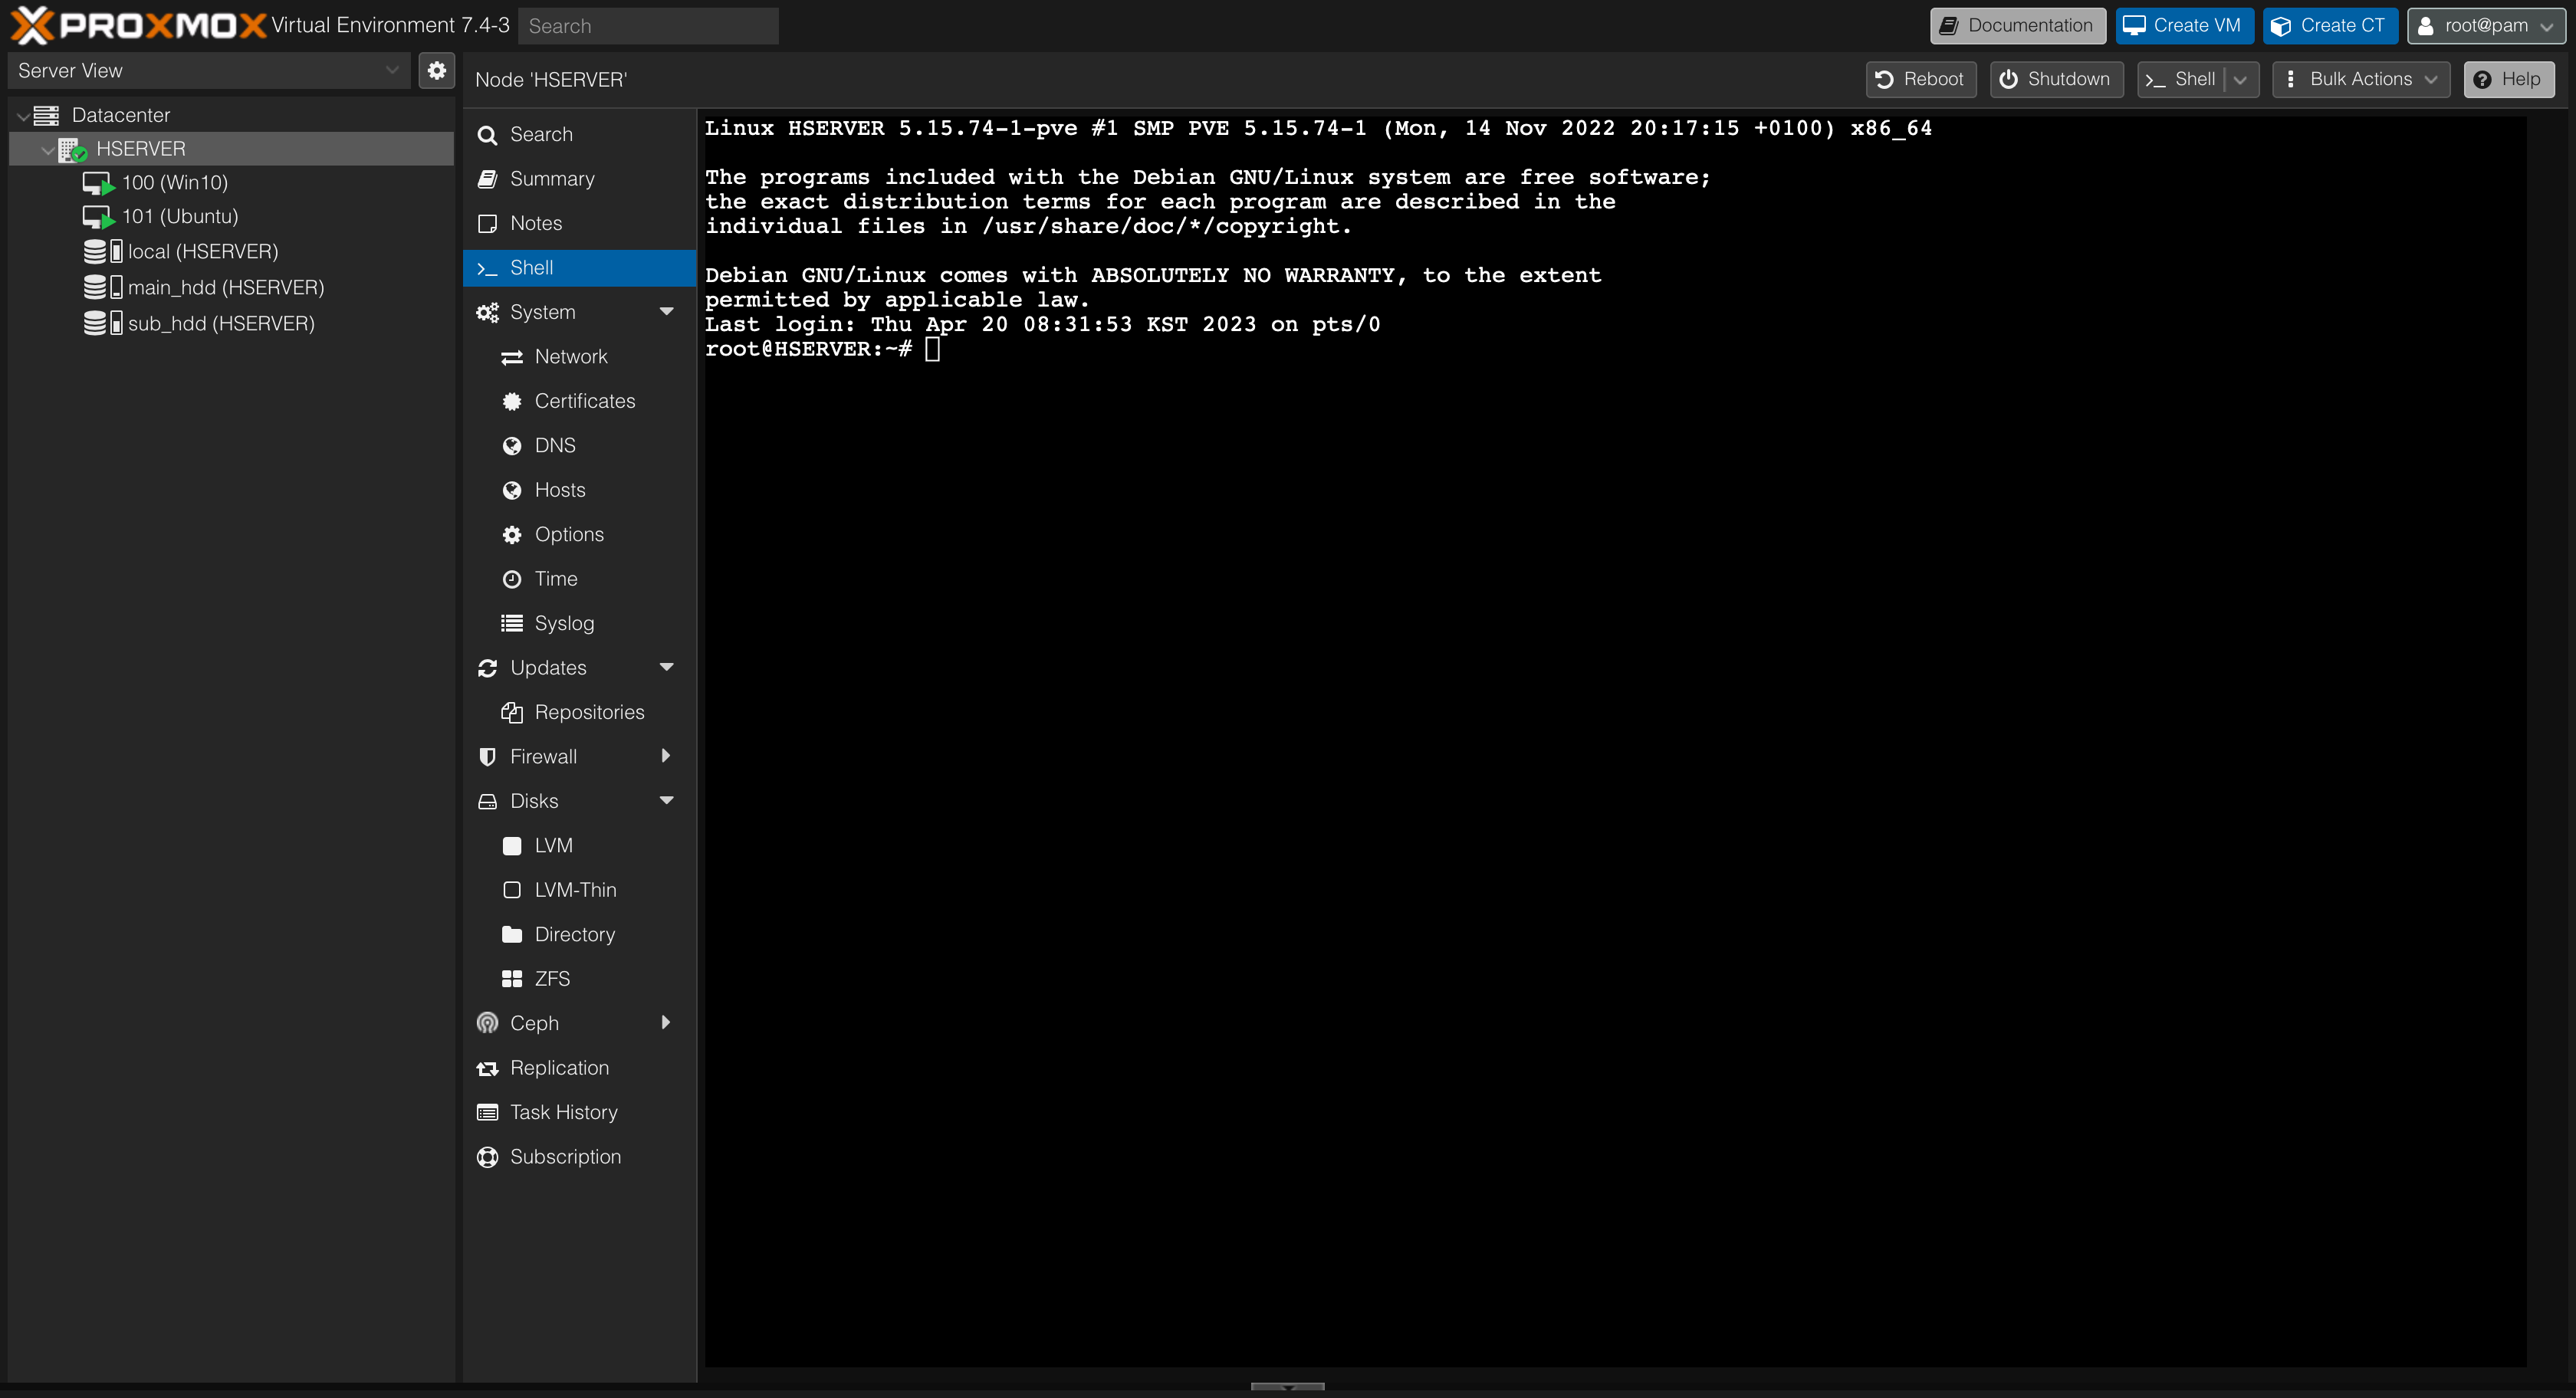 PROXMOX Virtual Environment 7.4-3 Search Documentation Create VM Create CT root@pam
Server View
Datacenter
HSERVER
100 (Win10)
101 (Ubuntu)
local (HSERVER)
main_hdd (HSERVER)
sub_hdd (HSERVER)
Node 'HSERVER' Reboot Shutdown >_ Shell Bulk Actions Help
Search
Summary
Notes
>_ Shell
System
Network
Certificates
DNS
Hosts
Options
Time
Syslog
Updates
Repositories
Firewall
Disks
LVM
LVM-Thin
Directory
ZFS
Ceph
Replication
Task History
Subscription
Linux HSERVER 5.15.74-1-pve #1 SMP PVE 5.15.74-1 (Mon, 14 Nov 2022 20:17:15 +0100) x86_64
The programs included with the Debian GNU/Linux system are free software;
the exact distribution terms for each program are described in the
individual files in /usr/share/doc/*/copyright.
Debian GNU/Linux comes with ABSOLUTELY NO WARRANTY, to the extent
permitted by applicable law.
Last login: Thu Apr 20 08:31:53 KST 2023 on pts/0
root@HSERVER:~#